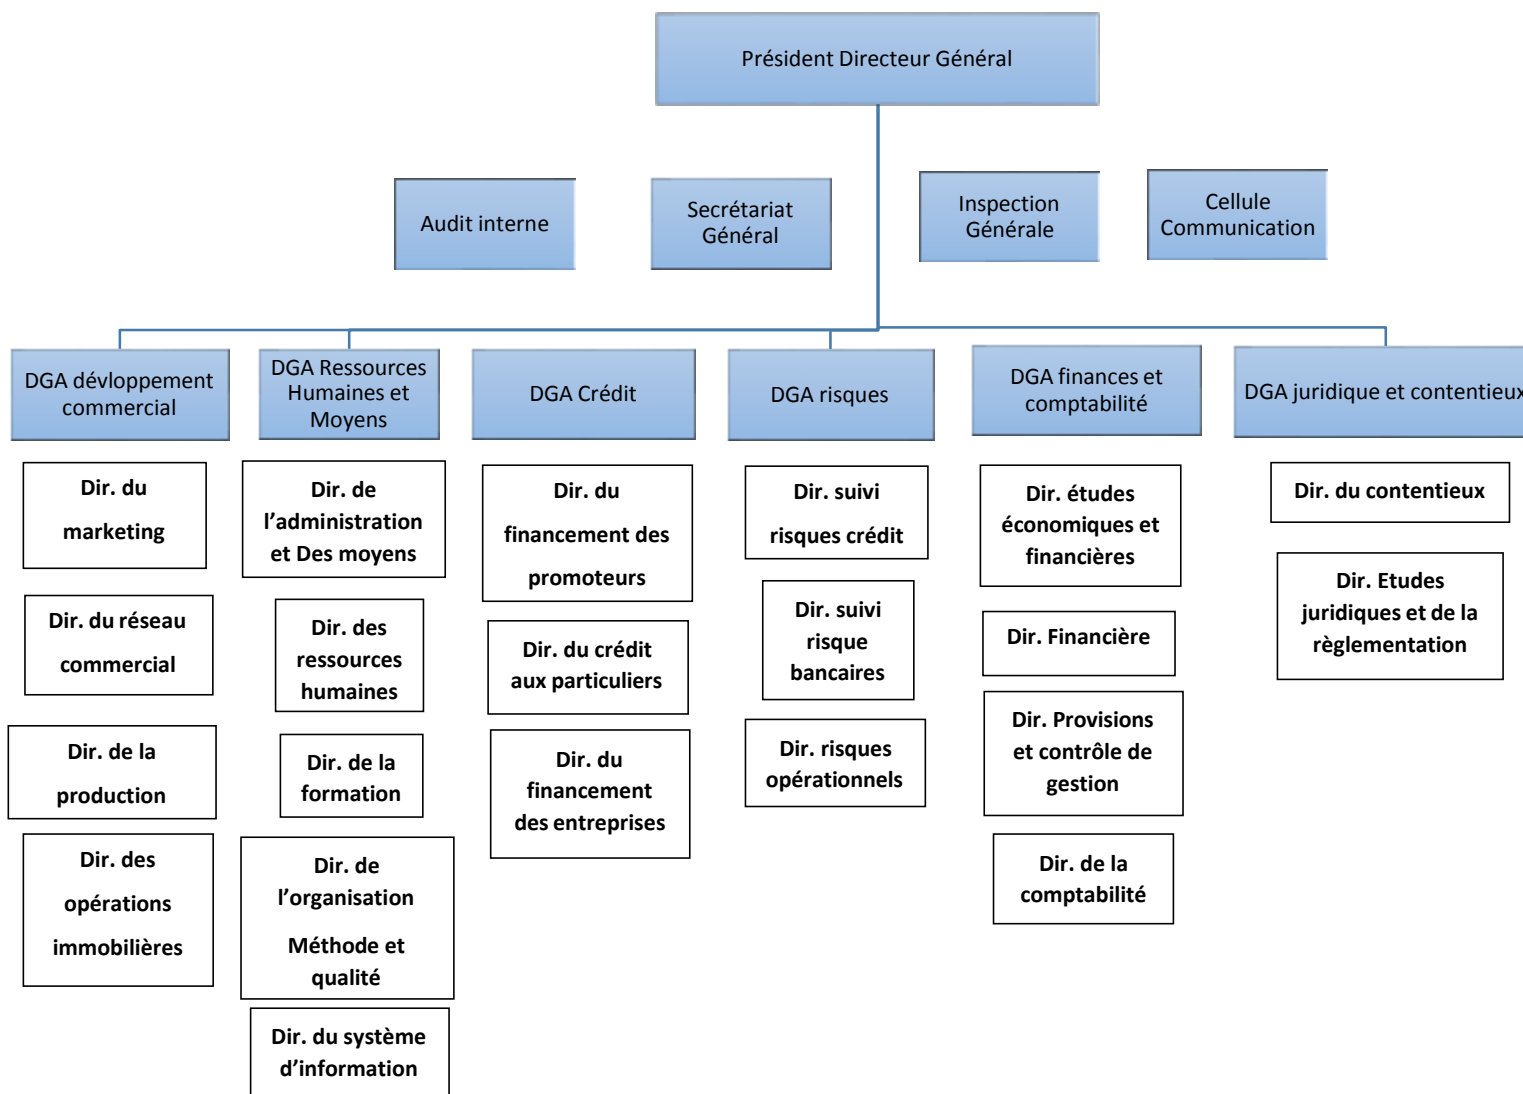 Président Directeur Général
Audit interne
Secrétariat
Général
Inspection
Générale
Cellule
Communication
DGA dévloppement
commercial
DGA Ressources
Humaines et
Moyens
DGA Crédit
DGA risques
DGA finances et
comptabilité
DGA juridique et contentieux
Dir. du
marketing
Dir. du réseau
commercial
Dir. de la
production
Dir. des
opérations
immobilières
Dir. de
l’administration
et Des moyens
Dir. des
ressources
humaines
Dir. de la
formation
Dir. de
l’organisation
Méthode et
qualité
Dir. du système
d’information
Dir. du
financement des
promoteurs
Dir. du crédit
aux particuliers
Dir. du
financement
des entreprises
Dir. suivi
risques crédit
Dir. suivi
risque
bancaires
Dir. risques
opérationnels
Dir. études
économiques et
financières
Dir. Financière
Dir. Provisions
et contrôle de
gestion
Dir. de la
comptabilité
Dir. du contentieux
Dir. Etudes
juridiques et de la
règlementation